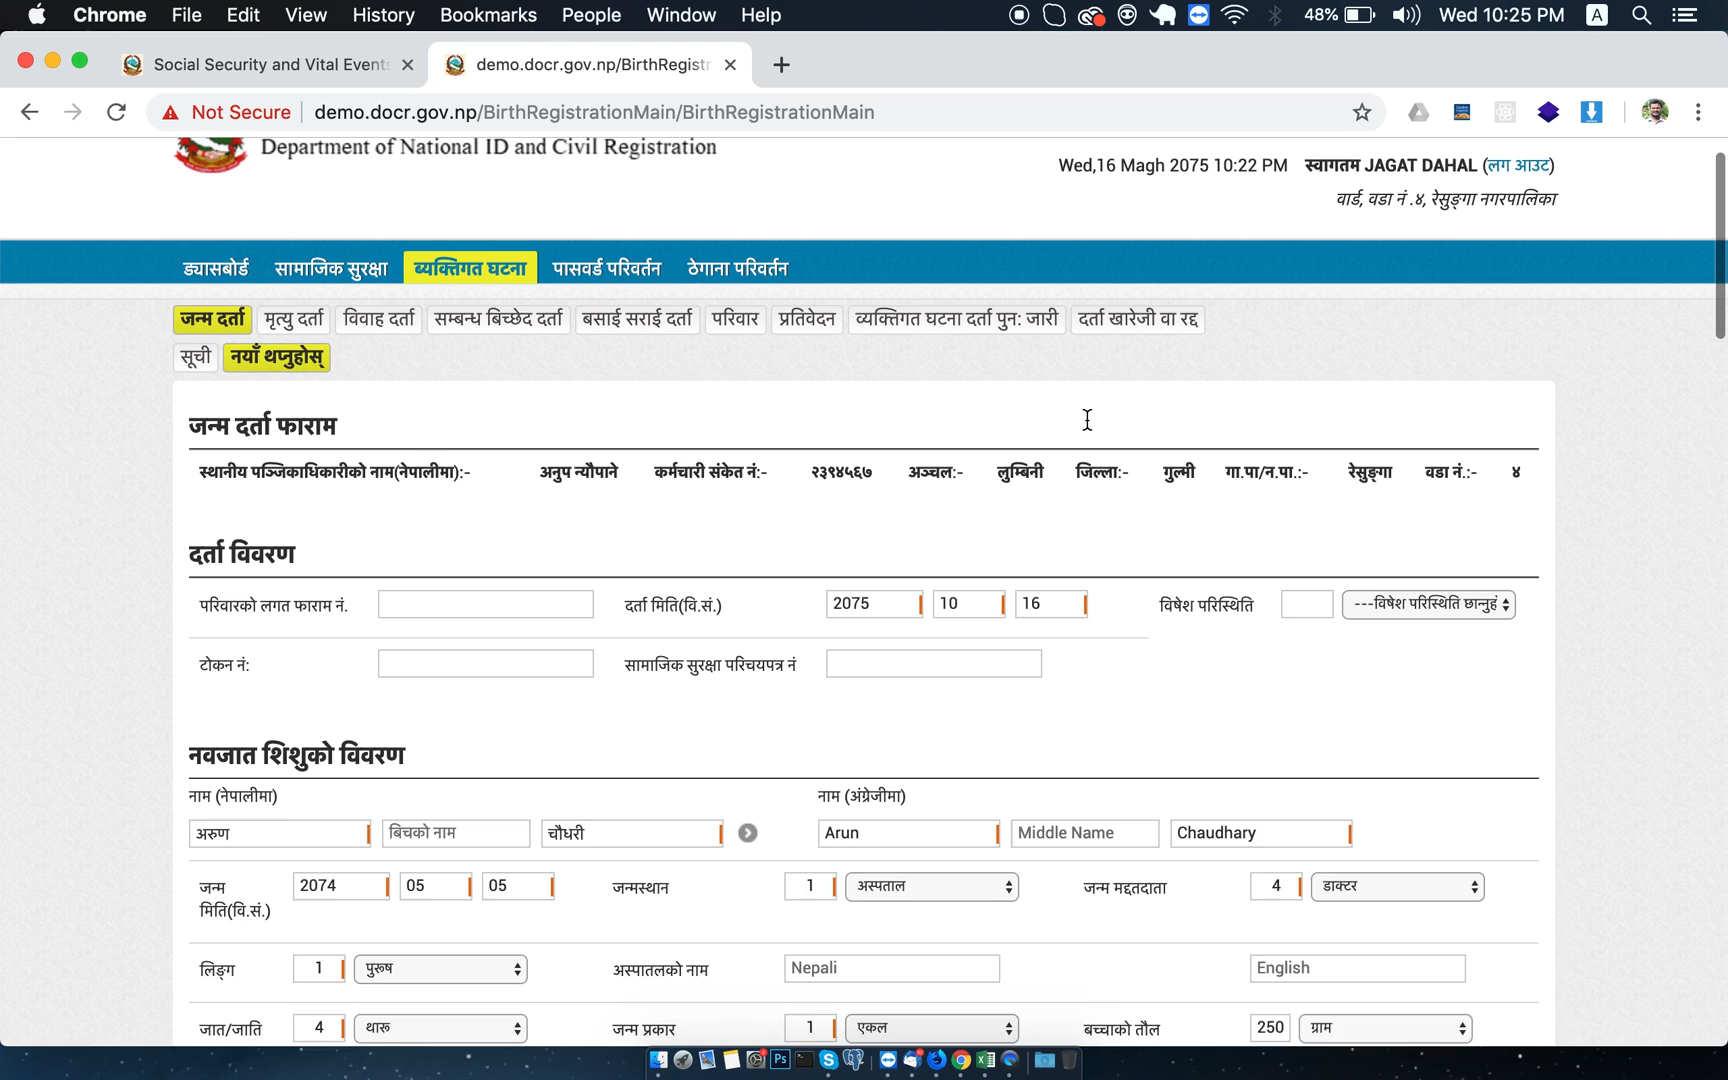 Chrome File Edit View History Bookmarks People Window Help 48% Wed 10:25 PM A
Social Security and Vital Events demo.docr.gov.np/BirthRegistr
Not Secure demo.docr.gov.np/BirthRegistrationMain/BirthRegistrationMain
Department of National ID and Civil Registration
Wed,16 Magh 2075 10:22 PM स्वागतम JAGAT DAHAL (लग आउट)
वार्ड, वडा नं .४, रेसुङ्गा नगरपालिका
ड्यासबोर्ड सामाजिक सुरक्षा ब्यक्तिगत घटना पासवर्ड परिवर्तन ठेगाना परिवर्तन
जन्म दर्ता मृत्यु दर्ता विवाह दर्ता सम्बन्ध बिच्छेद दर्ता बसाई सराई दर्ता परिवार प्रतिवेदन व्यक्तिगत घटना दर्ता पुन: जारी दर्ता खारेजी वा रद्द
सूची नयाँ थप्नुहोस्
जन्म दर्ता फाराम
स्थानीय पञ्जिकाधिकारीको नाम(नेपालीमा):- अनुप न्यौपाने कर्मचारी संकेत नं:- २३९४५६७ अञ्चल:- लुम्बिनी जिल्ला:- गुल्मी गा.पा/न.पा.:- रेसुङ्गा वडा नं.:- ४
दर्ता विवरण
परिवारको लगत फाराम नं. दर्ता मिति(वि.सं.) 2075 10 16 विषेश परिस्थिति ---विषेश परिस्थिति छान्नुहं
टोकन नं: सामाजिक सुरक्षा परिचयपत्र नं
नवजात शिशुको विवरण
नाम (नेपालीमा) नाम (अंग्रेजीमा)
अरुण बिचको नाम चौधरी Arun Middle Name Chaudhary
जन्म मिति(वि.सं.) 2074 05 05 जन्मस्थान 1 अस्पताल जन्म मद्दतदाता 4 डाक्टर
लिङ्ग 1 पुरूष अस्पातलको नाम Nepali English
जात/जाति 4 थारू जन्म प्रकार 1 एकल बच्चाको तौल 250 ग्राम
Ps